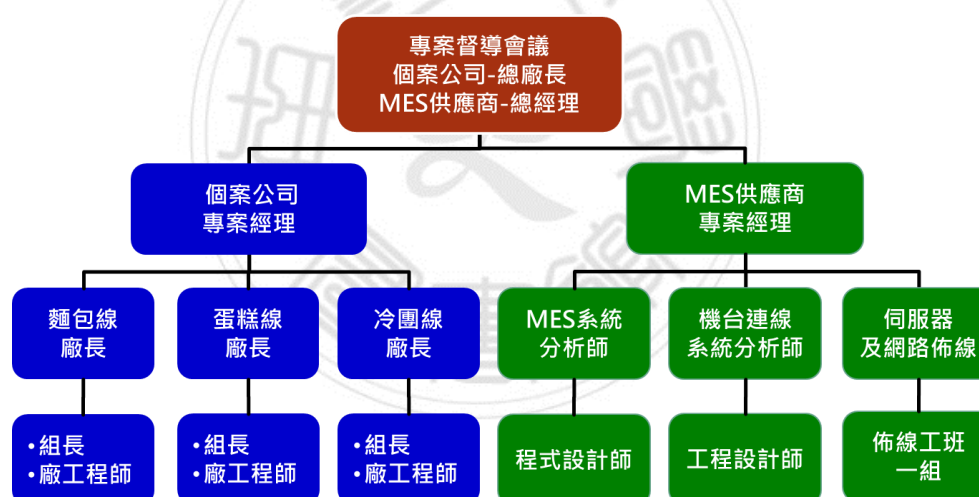 專案督導會議
個案公司-總廠長
MES供應商-總經理
個案公司
專案經理
MES供應商
專案經理
麵包線
廠長
蛋糕線
廠長
冷團線
廠長
MES系統
分析師
機台連線
系統分析師
伺服器
及網路佈線
•組長
•廠工程師
•組長
•廠工程師
•組長
•廠工程師
程式設計師
工程設計師
佈線工班
一組